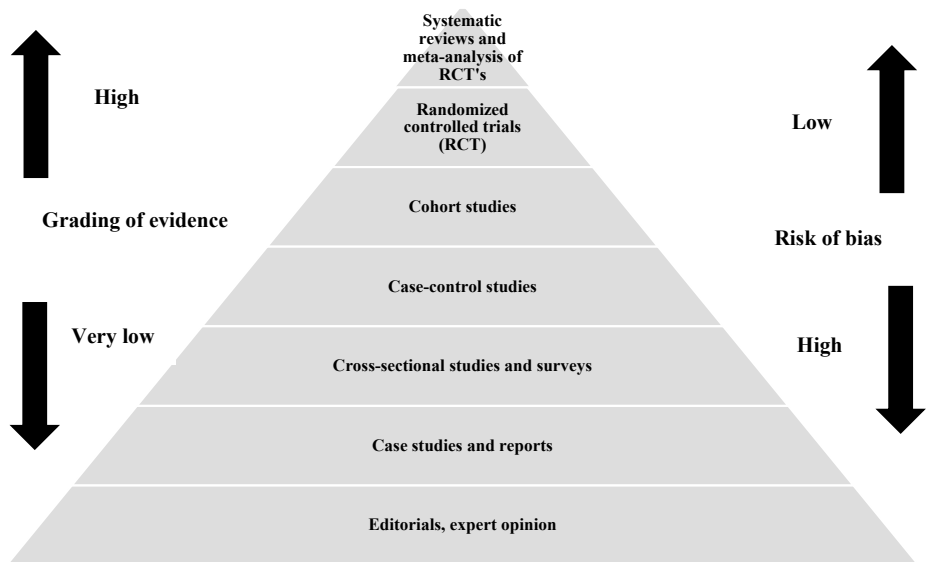 Systematic
reviews and
meta-analysis of
RCT's
High
Randomized
controlled trials
(RCT)
Low
Cohort studies
Grading of evidence
Risk of bias
Case-control studies
Very low
High
Cross-sectional studies and surveys
Case studies and reports
Editorials, expert opinion